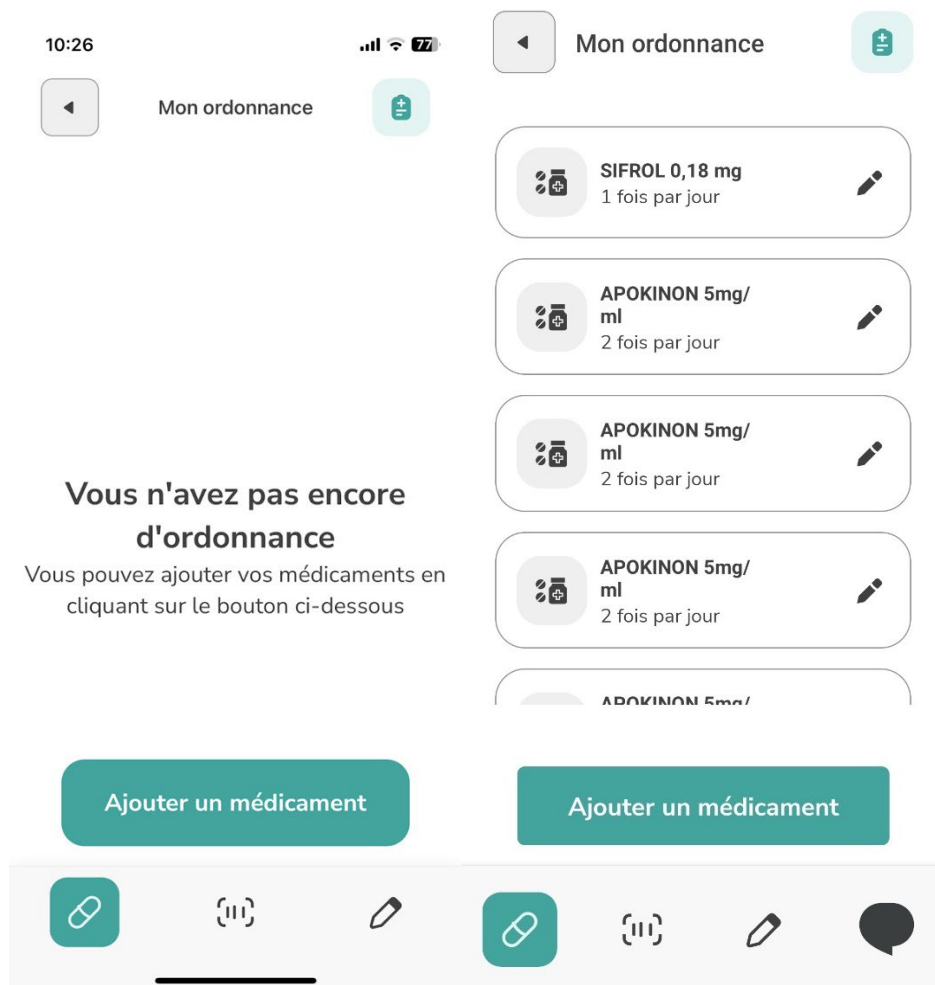 10:26
77
Mon ordonnance
Vous n'avez pas encore
d'ordonnance
Vous pouvez ajouter vos médicaments en
cliquant sur le bouton ci-dessous
Ajouter un médicament
Mon ordonnance
SIFROL 0,18 mg
1 fois par jour
APOKINON 5mg/
ml
2 fois par jour
APOKINON 5mg/
ml
2 fois par jour
APOKINON 5mg/
ml
2 fois par jour
APOKINON 5mg/
Ajouter un médicament